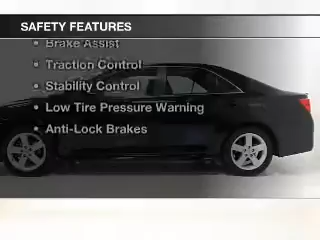 SAFETY FEATURES
• Brake Assist
• Traction Control
• Stability Control
• Low Tire Pressure Warning
• Anti-Lock Brakes